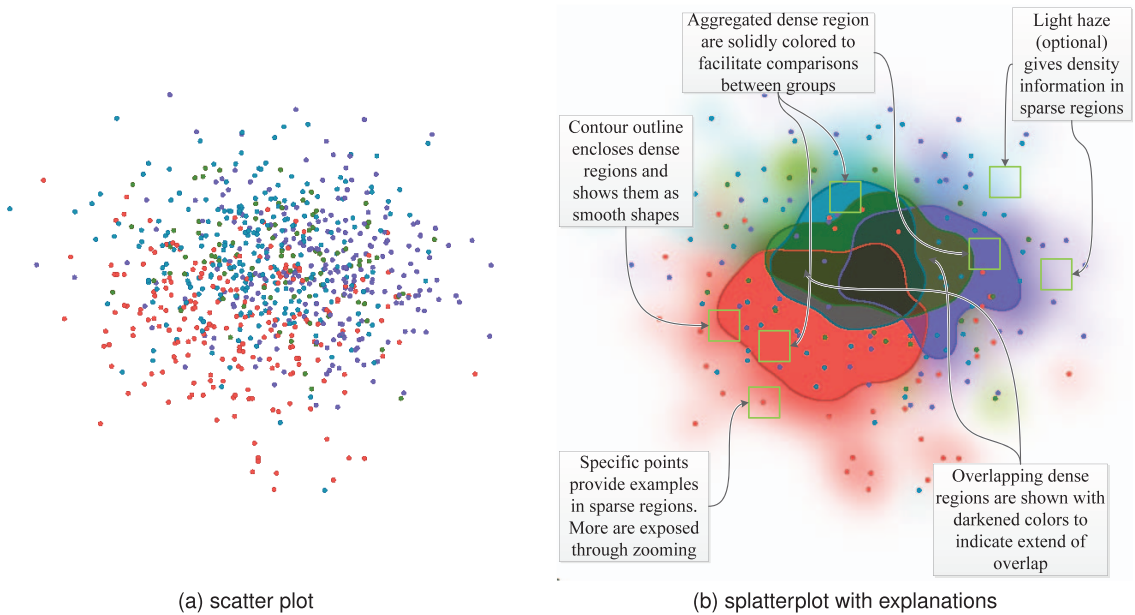 Aggregated dense region
are solidly colored to
facilitate comparisons
between groups
Light haze
(optional)
gives density
information in
sparse regions
Contour outline
encloses dense
regions and
shows them as
smooth shapes
Specific points
provide examples
in sparse regions.
More are exposed
through zooming
Overlapping dense
regions are shown with
darkened colors to
indicate extend of
overlap
(a) scatter plot
(b) splatterplot with explanations